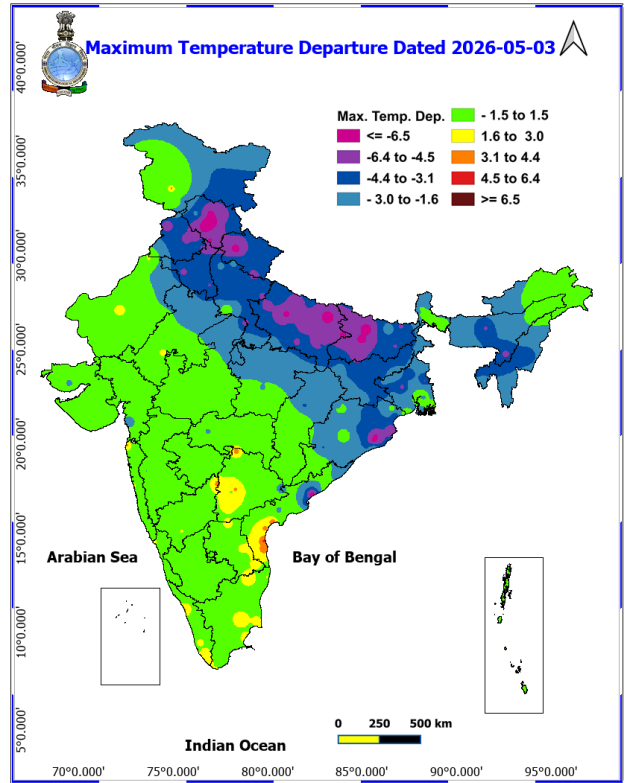 Maximum Temperature Departure Dated 2026-05-03
40°0.000'
35°0.000'
30°0.000'
25°0.000'
20°0.000'
15°0.000'
10°0.000'
5°0.000'
Max. Temp. Dep.
<= -6.5
-6.4 to -4.5
-4.4 to -3.1
- 3.0 to -1.6
- 1.5 to 1.5
1.6 to 3.0
3.1 to 4.4
4.5 to 6.4
>= 6.5
Arabian Sea
Bay of Bengal
Indian Ocean
0 250 500 km
70°0.000' 75°0.000' 80°0.000' 85°0.000' 90°0.000' 95°0.000'